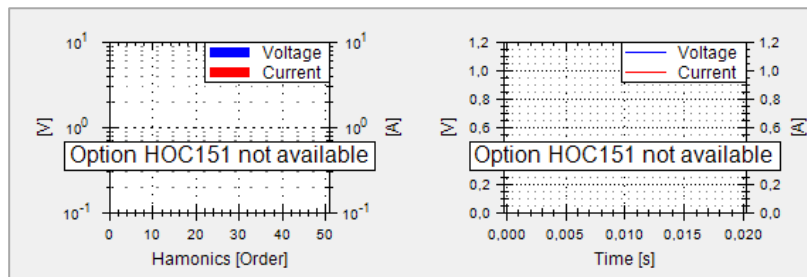 10¹
10⁰
10⁻¹
[V]
Voltage
Current
10¹
10⁰
10⁻¹
[A]
Option HOC151 not available
0 10 20 30 40 50
Hamonics [Order]
1,2
1,0
0,8
0,6
0,2
0,0
[V]
Voltage
Current
1,2
1,0
0,8
0,6
0,2
0,0
[A]
Option HOC151 not available
0,000 0,005 0,010 0,015 0,020
Time [s]